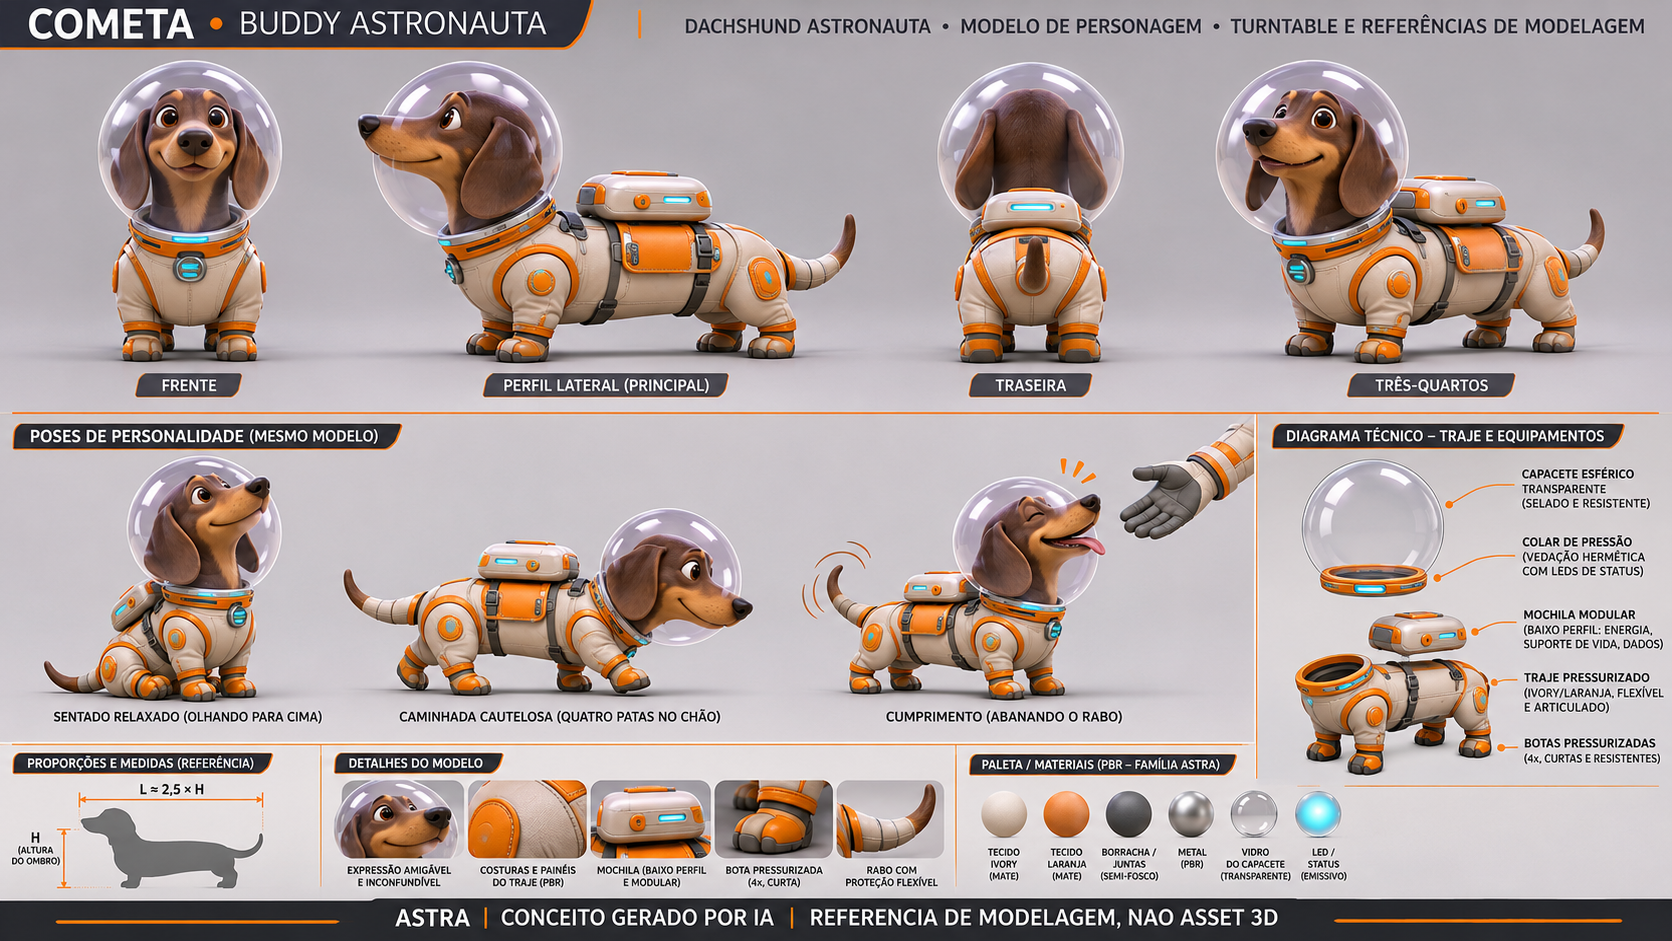 COMETA • BUDDY ASTRONAUTA
DACHSHUND ASTRONAUTA • MODELO DE PERSONAGEM • TURNTABLE E REFERÊNCIAS DE MODELAGEM
FRENTE
PERFIL LATERAL (PRINCIPAL)
TRASEIRA
TRÊS-QUARTOS
POSES DE PERSONALIDADE (MESMO MODELO)
SENTADO RELAXADO (OLHANDO PARA CIMA)
CAMINHADA CAUTELOSA (QUATRO PATAS NO CHÃO)
CUMPRIMENTO (ABANANDO O RABO)
DIAGRAMA TÉCNICO – TRAJE E EQUIPAMENTOS
CAPACETE ESFÉRICO
TRANSPARENTE
(SELADO E RESISTENTE)
COLAR DE PRESSÃO
(VEDAÇÃO HERMÊTICA
COM LEDS DE STATUS)
MOCHILA MODULAR
(BAIXO PERFIL: ENERGIA,
SUPORTE DE VIDA, DADOS)
TRAJE PRESSURIZADO
(IVORY/LARANJA, FLEXÍVEL
E ARTICULADO)
BOTAS PRESSURIZADAS
(4x, CURTAS E RESISTENTES)
PROPORÇÕES E MEDIDAS (REFERÊNCIA)
L ≈ 2,5 × H
H
(ALTURA
DO OMBRO)
DETALHES DO MODELO
EXPRESSÃO AMIGÁVEL
E INCONFUNDÍVEL
COSTURAS E PAINÉIS
DO TRAJE (PBR)
MOCHILA (BAIXO PERFIL
E MODULAR)
BOTA PRESSURIZADA
(4x, CURTA)
RABO COM
PROTEÇÃO FLEXÍVEL
PALETA / MATERIAIS (PBR – FAMÍLIA ASTRA)
TECIDO
IVORY
(MATE)
TECIDO
LARANJA
(MATE)
BORRACHA /
JUNTAS
(SEMI-FOSCO)
METAL
(PBR)
VIDRO
DO CAPACETE
(TRANSPARENTE)
LED /
STATUS
(EMISSIVO)
ASTRA | CONCEITO GERADO POR IA | REFERENCIA DE MODELAGEM, NAO ASSET 3D